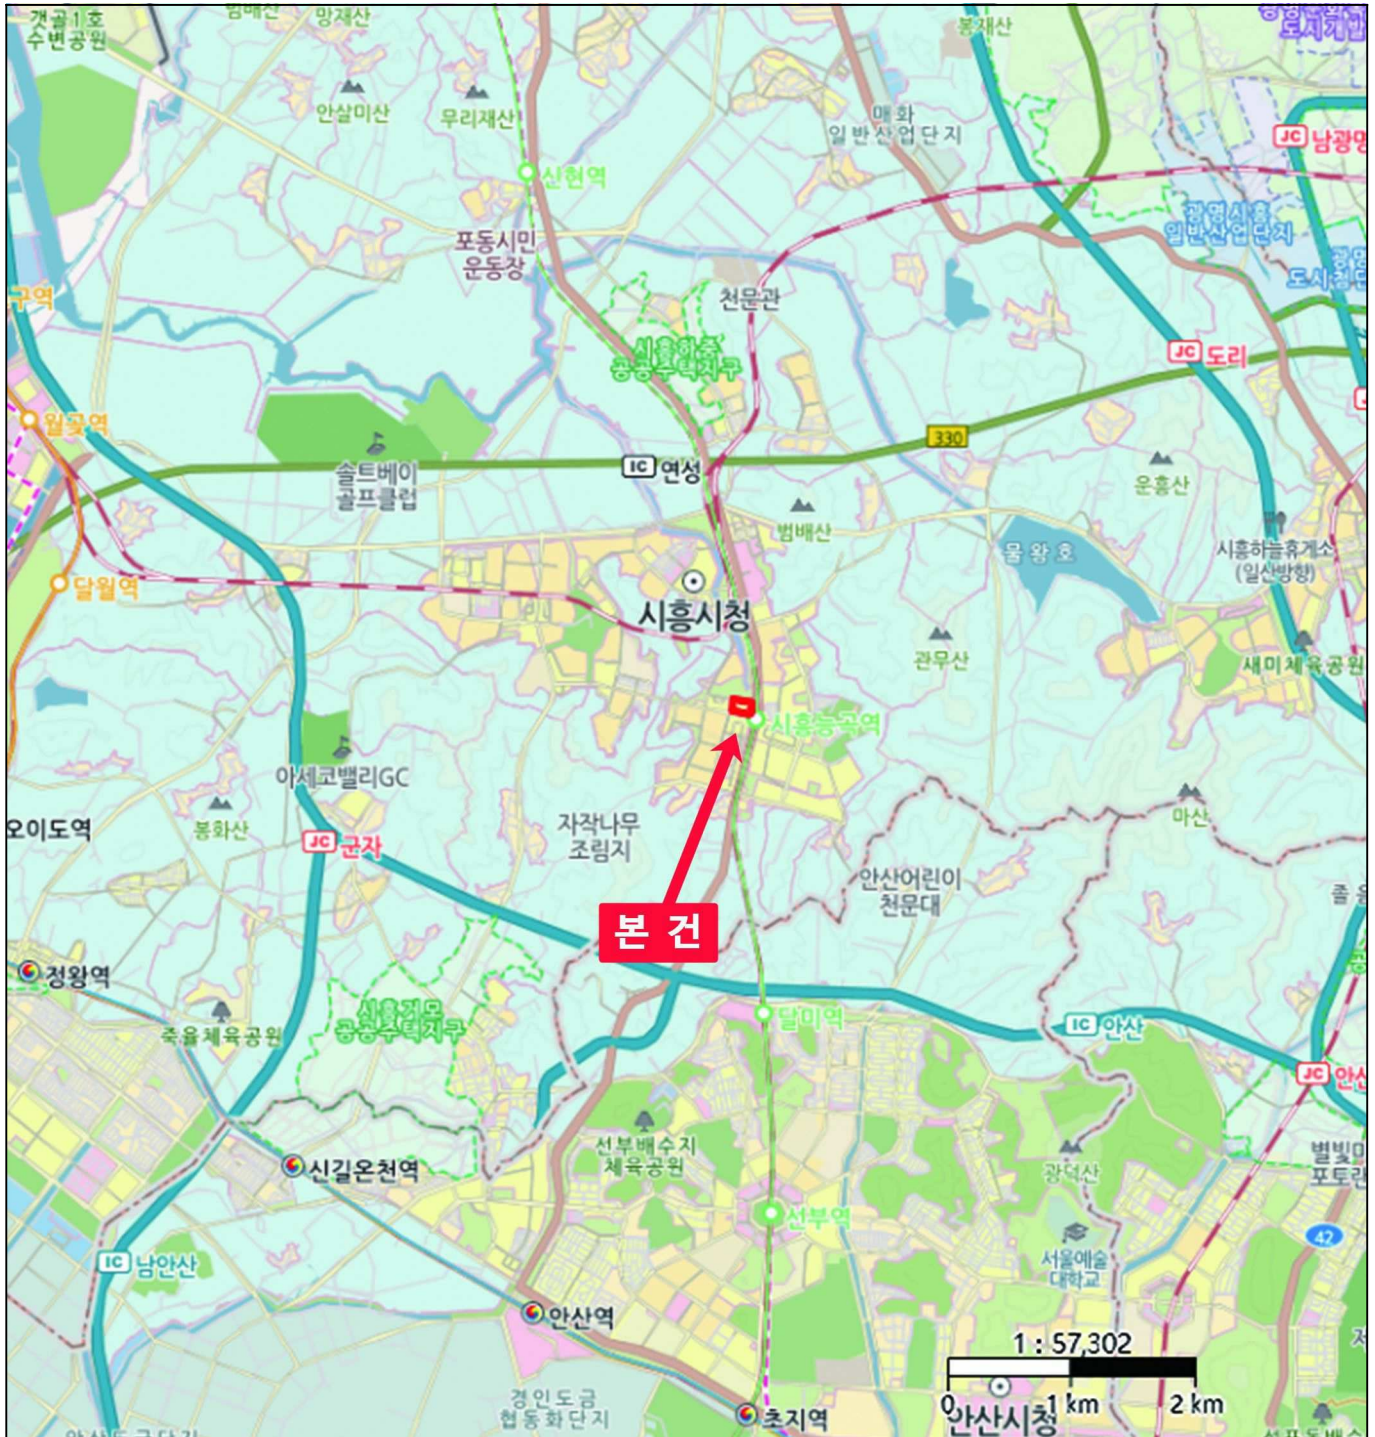 갯골1호
수변공원
범배산
망재산
봉재산
도시개발
안살미산
무리재산
매화
일반산업단지
JC 남광명
신현역
포동시민
운동장
광명시흥
일반산업단지
구역
천문관
시흥하중
공공주택지구
JC 도리
월곶역
330
솔트베이
골프클럽
IC 연성
운흥산
범배산
물왕호
시흥하늘휴게소
(일산방향)
달월역
시흥시청
관무산
새미체육공원
시흥능곡역
아세코밸리GC
봉화산
오이도역
JC 군자
자작나무
조림지
마산
안산어린이
천문대
본 건
정왕역
죽율체육공원
시흥거모
공공주택지구
달미역
IC 안산
JC 안산
선부배수지
체육공원
광덕산
신길온천역
선부역
42
서울예술
대학교
IC 남안산
안산역
1 : 57,302
0 1 km 2 km
안산시청
경인도금
협동화단지
초지역